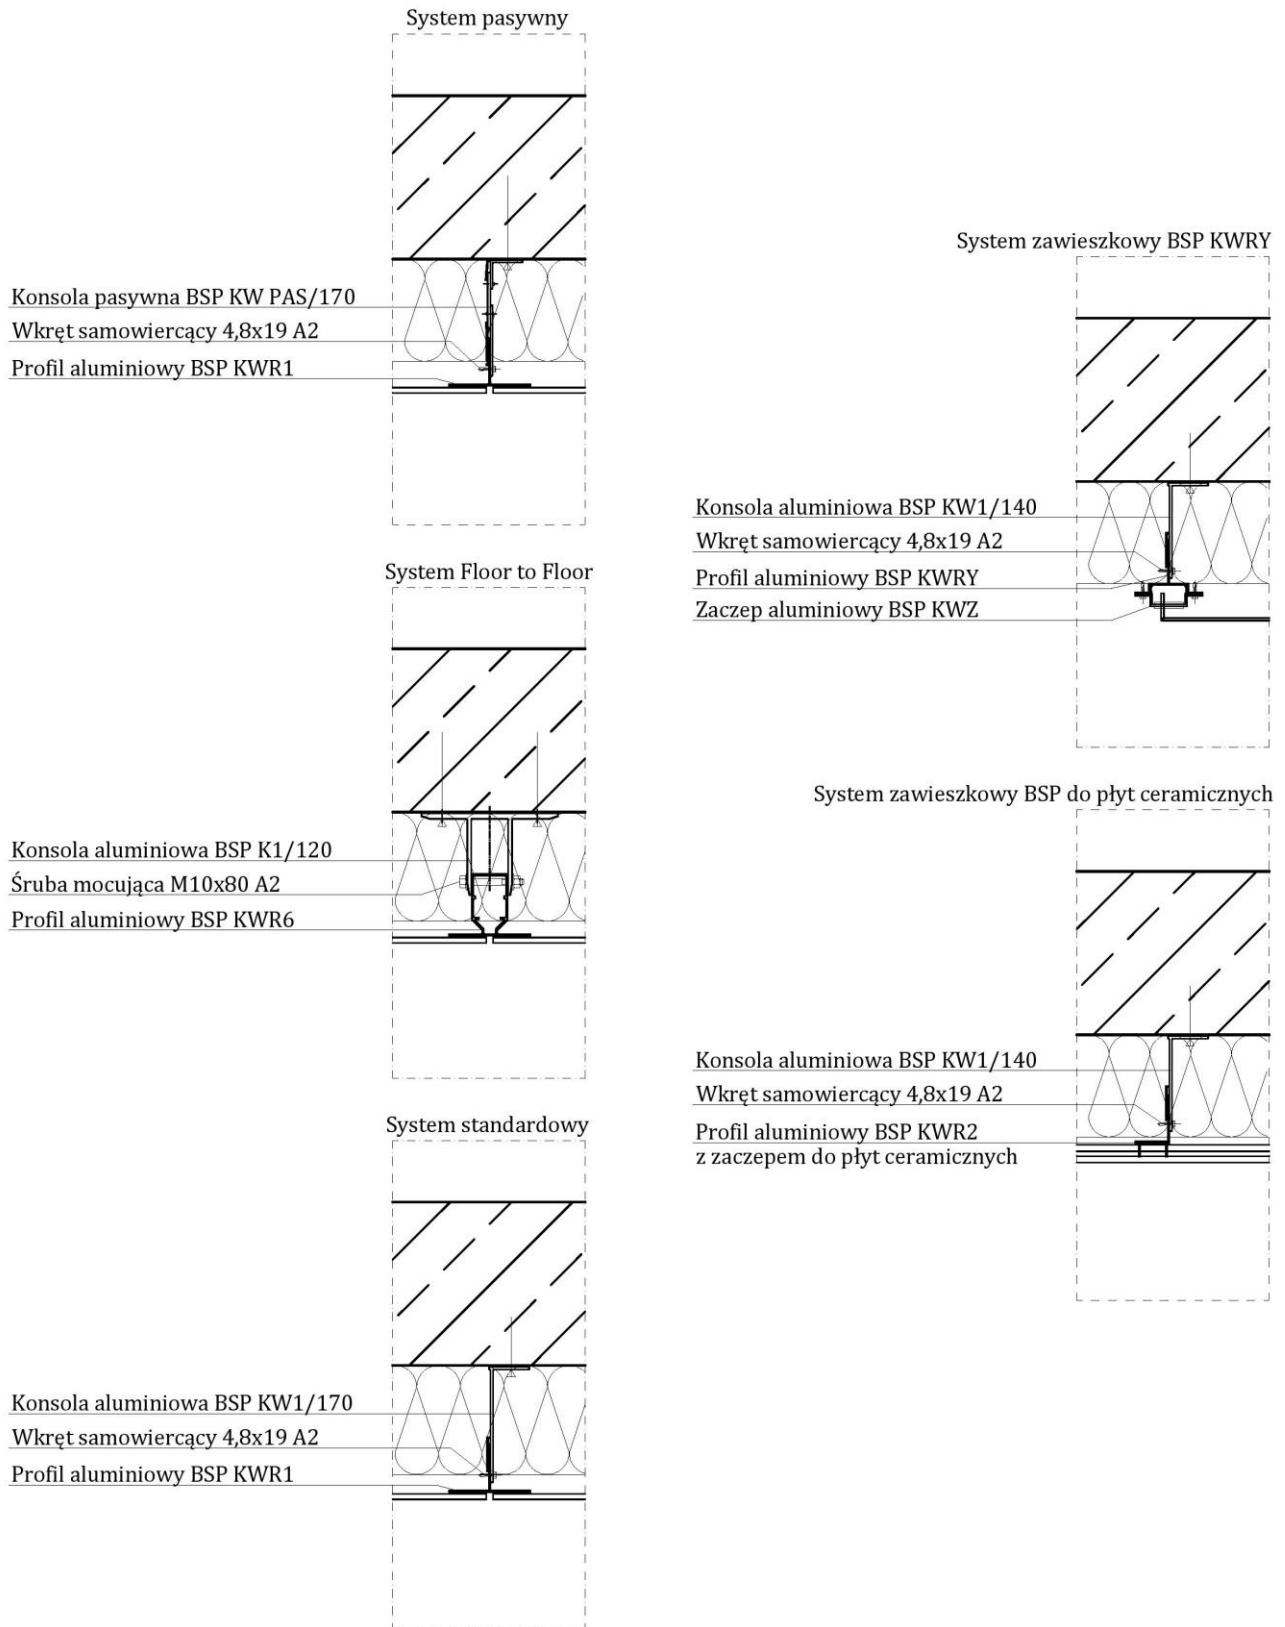 System pasywny
Konsola pasywna BSP KW PAS/170
Wkręt samowiercący 4,8x19 A2
Profil aluminiowy BSP KWR1
System Floor to Floor
Konsola aluminiowa BSP K1/120
Śruba mocująca M10x80 A2
Profil aluminiowy BSP KWR6
System standardowy
Konsola aluminiowa BSP KW1/170
Wkręt samowiercący 4,8x19 A2
Profil aluminiowy BSP KWR1
System zawieszkowy BSP KWRY
Konsola aluminiowa BSP KW1/140
Wkręt samowiercący 4,8x19 A2
Profil aluminiowy BSP KWRY
Zaczep aluminiowy BSP KWZ
System zawieszkowy BSP do płyt ceramicznych
Konsola aluminiowa BSP KW1/140
Wkręt samowiercący 4,8x19 A2
Profil aluminiowy BSP KWR2
z zaczepem do płyt ceramicznych